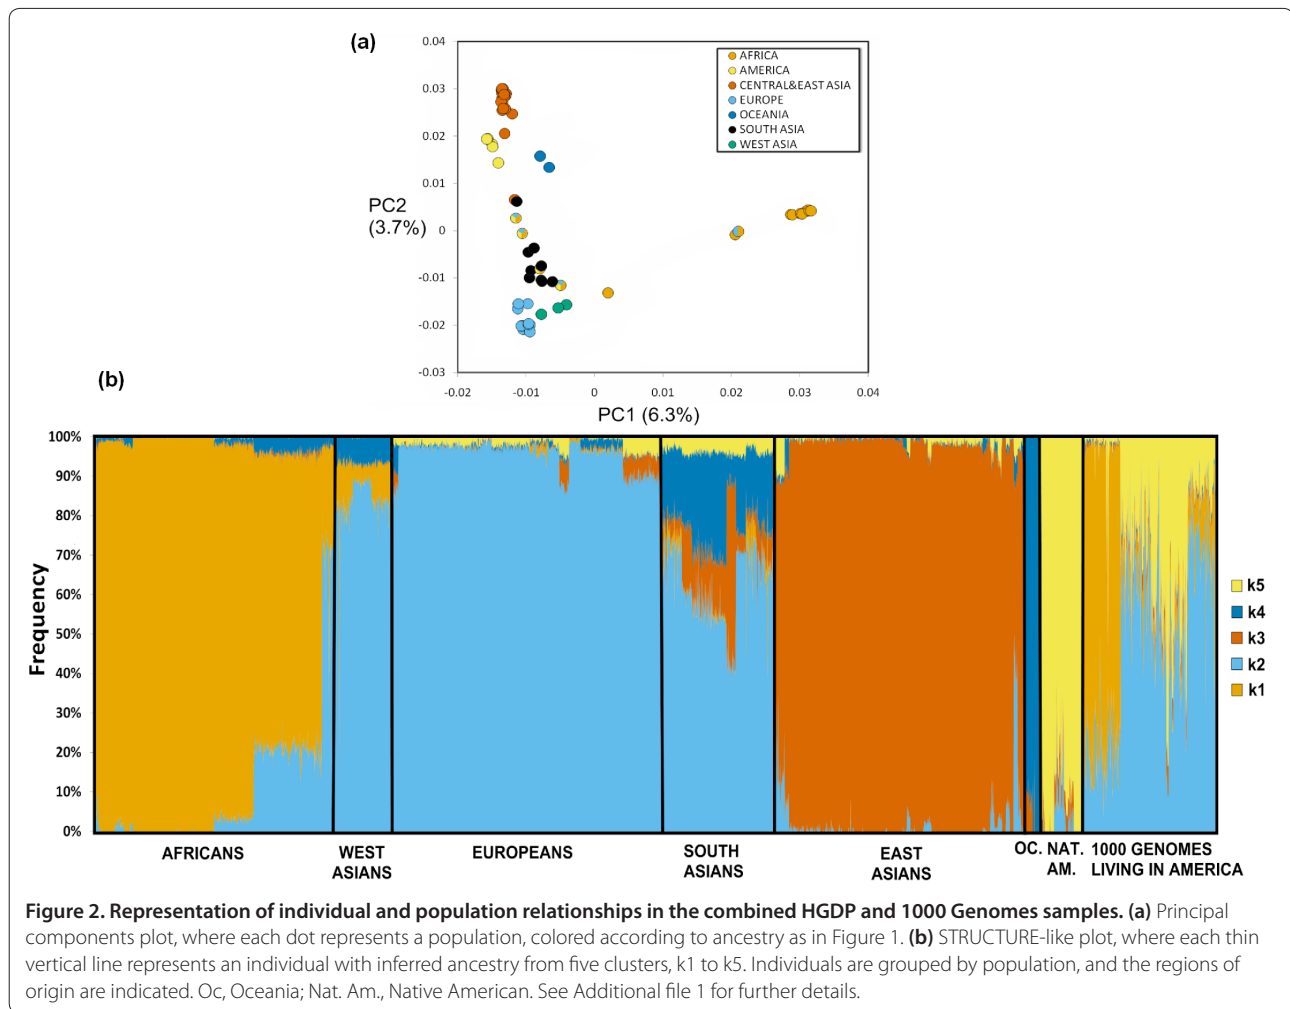 (a)
0.04
0.03
0.02
0.01
0
-0.01
-0.02
-0.03
PC2
(3.7%)
AFRICA
AMERICA
CENTRAL&EAST ASIA
EUROPE
OCEANIA
SOUTH ASIA
WEST ASIA
-0.02 -0.01 0 0.01 0.02 0.03 0.04
PC1 (6.3%)
(b)
100%
90%
80%
70%
60%
50%
40%
30%
20%
10%
0%
Frequency
k5
k4
k3
k2
k1
AFRICANS
WEST
ASIANS
EUROPEANS
SOUTH
ASIANS
EAST
ASIANS
OC.
NAT.
AM.
1000 GENOMES
LIVING IN AMERICA
Figure 2. Representation of individual and population relationships in the combined HGDP and 1000 Genomes samples. (a) Principal
components plot, where each dot represents a population, colored according to ancestry as in Figure 1. (b) STRUCTURE-like plot, where each thin
vertical line represents an individual with inferred ancestry from five clusters, k1 to k5. Individuals are grouped by population, and the regions of
origin are indicated. Oc, Oceania; Nat. Am., Native American. See Additional file 1 for further details.